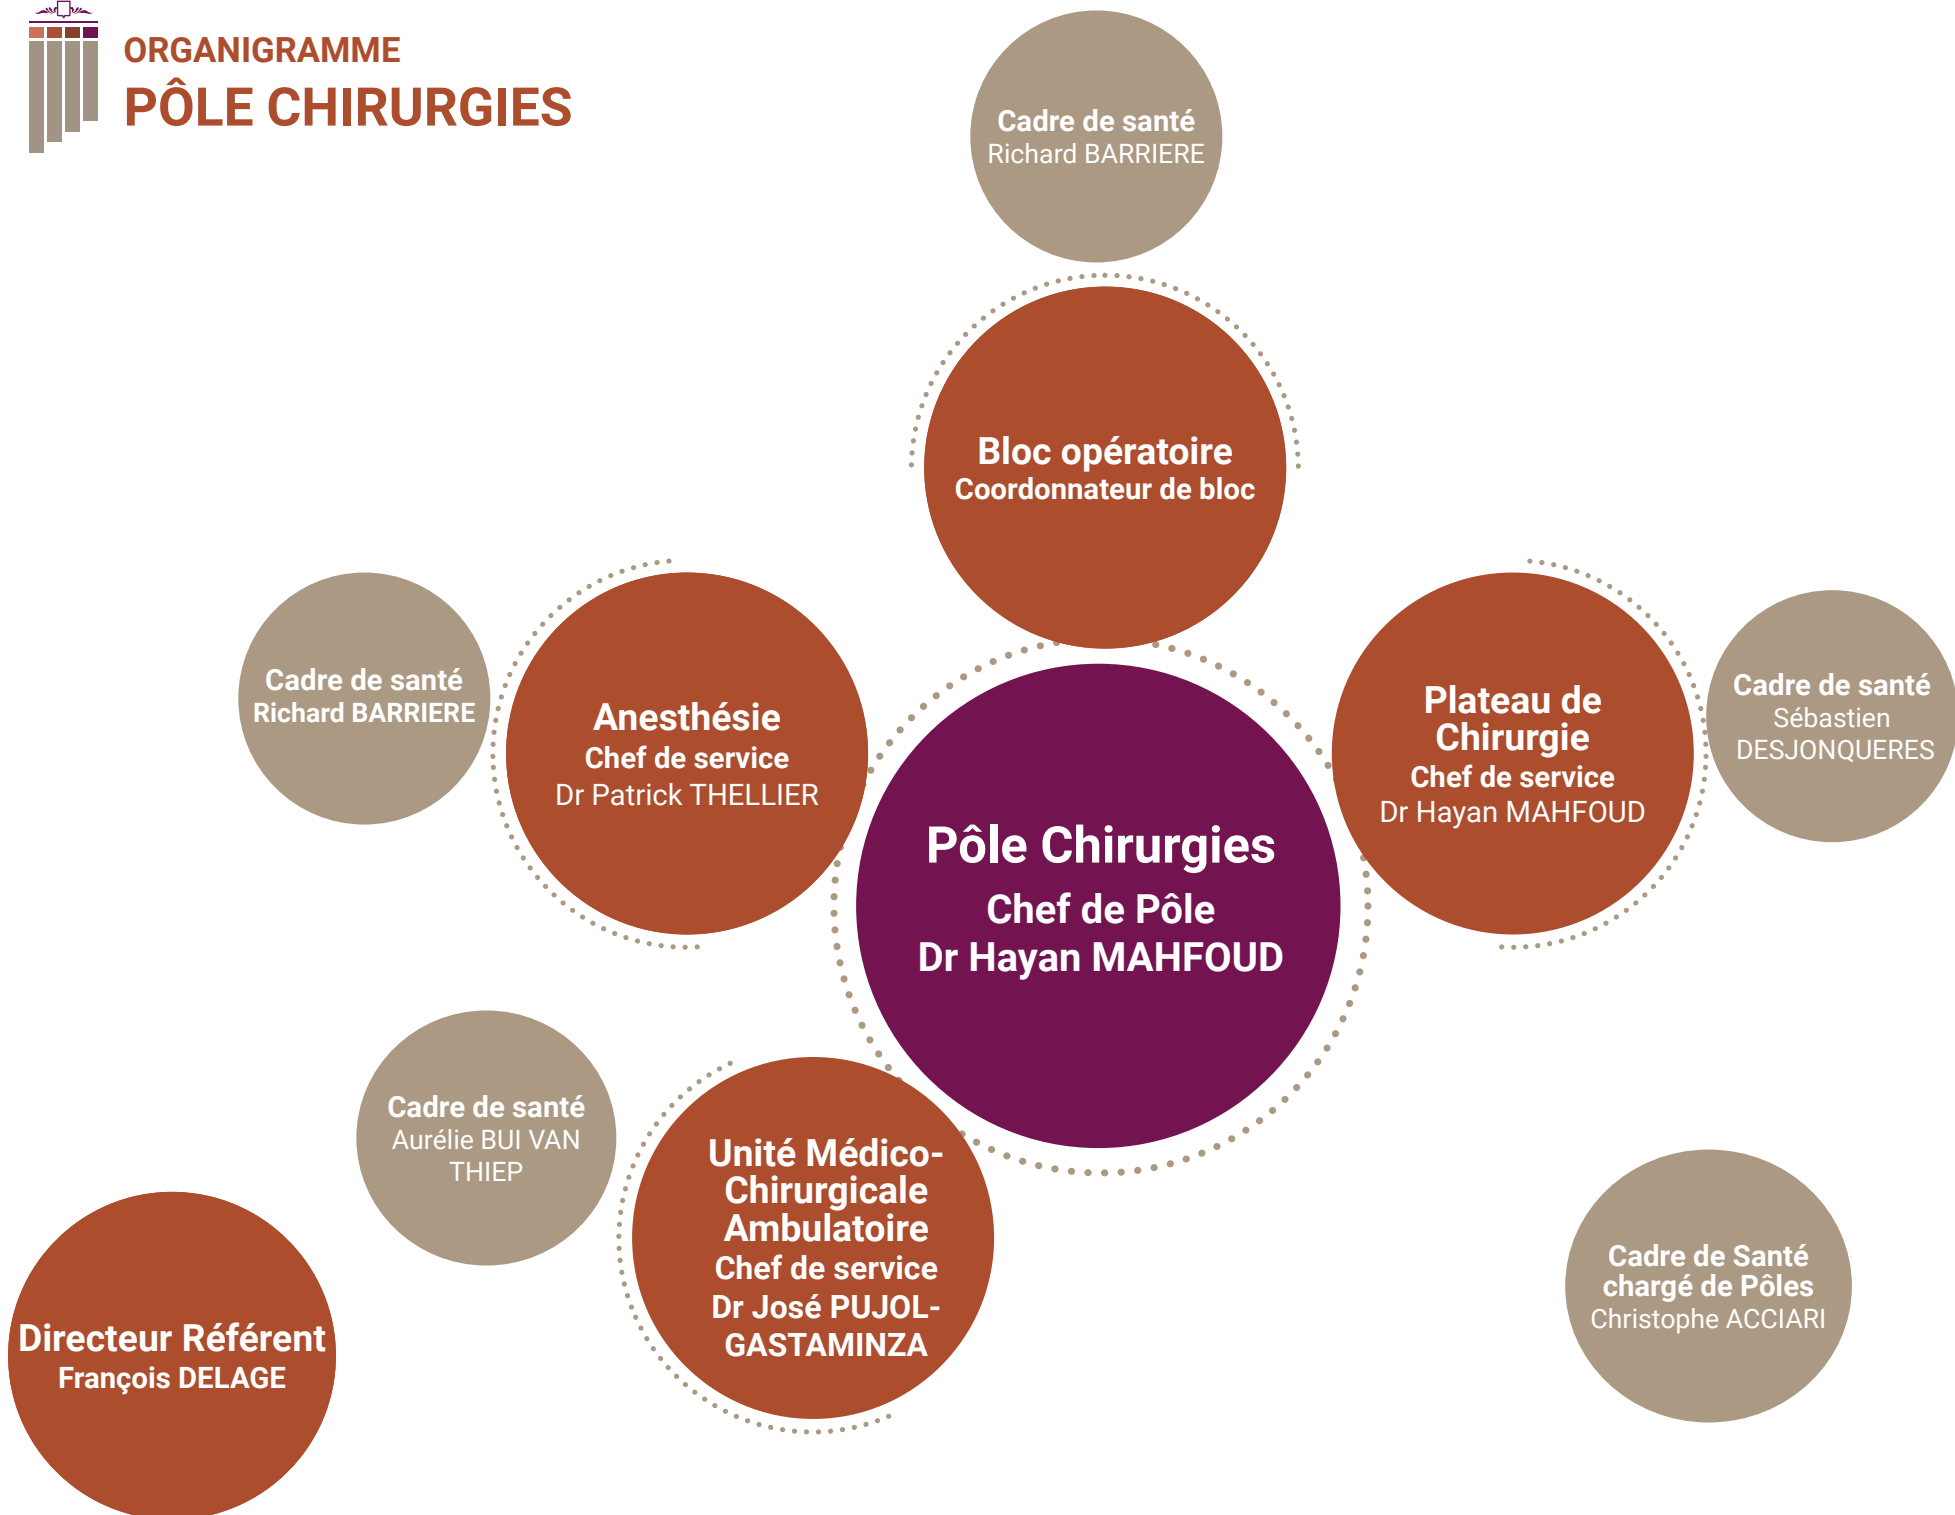 ORGANIGRAMME
PÔLE CHIRURGIES
Cadre de santé
Richard BARRIERE
Bloc opératoire
Coordonnateur de bloc
Cadre de santé
Richard BARRIERE
Anesthésie
Chef de service
Dr Patrick THELLIER
Plateau de
Chirurgie
Chef de service
Dr Hayan MAHFOUD
Cadre de santé
Sébastien
DESJONQUERES
Pôle Chirurgies
Chef de Pôle
Dr Hayan MAHFOUD
Cadre de santé
Aurélie BUI VAN
THIEP
Unité Médico-
Chirurgicale
Ambulatoire
Chef de service
Dr José PUJOL-
GASTAMINZA
Cadre de Santé
chargé de Pôles
Christophe ACCIARI
Directeur Référent
François DELAGE